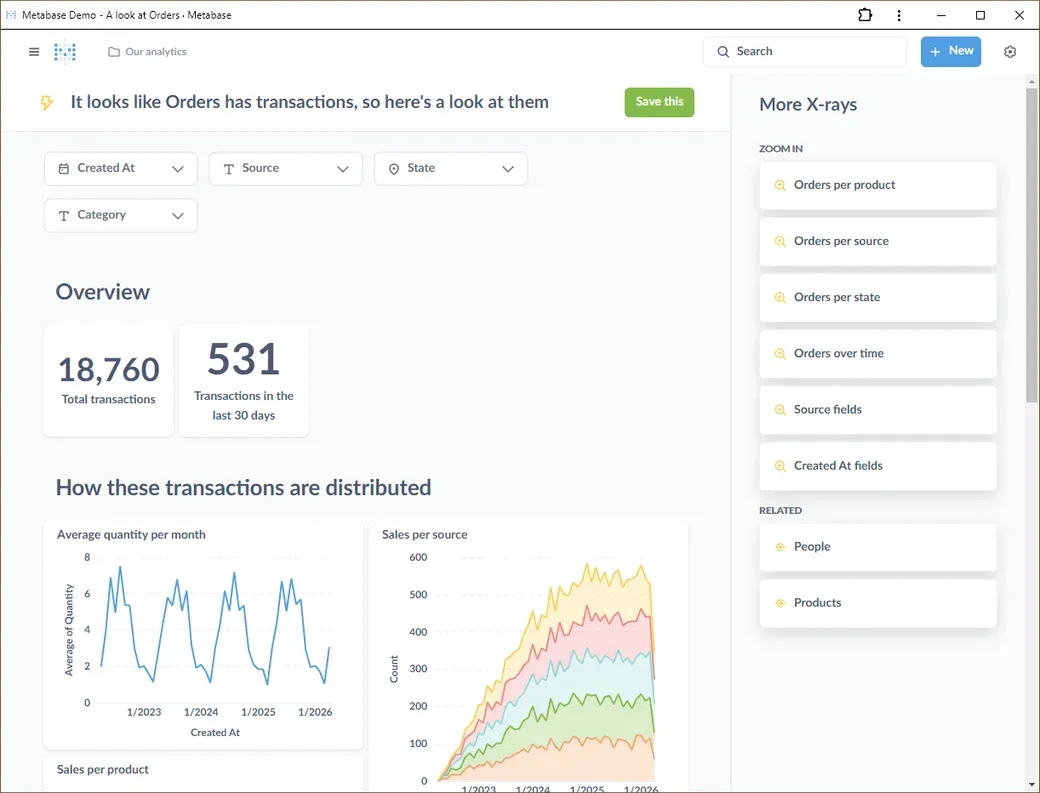 Metabase Demo - A look at Orders · Metabase
Our analytics
Search
+ New
It looks like Orders has transactions, so here's a look at them
Save this
Created At
Source
State
Category
Overview
18,760
Total transactions
531
Transactions in the
last 30 days
How these transactions are distributed
Average quantity per month
8
6
4
2
0
Average of Quantity
1/2023
1/2024
1/2025
1/2026
Created At
Sales per source
600
500
400
300
200
100
0
Count
1/2023
1/2024
1/2025
1/2026
Sales per product
More X-rays
ZOOM IN
Orders per product
Orders per source
Orders per state
Orders over time
Source fields
Created At fields
RELATED
People
Products